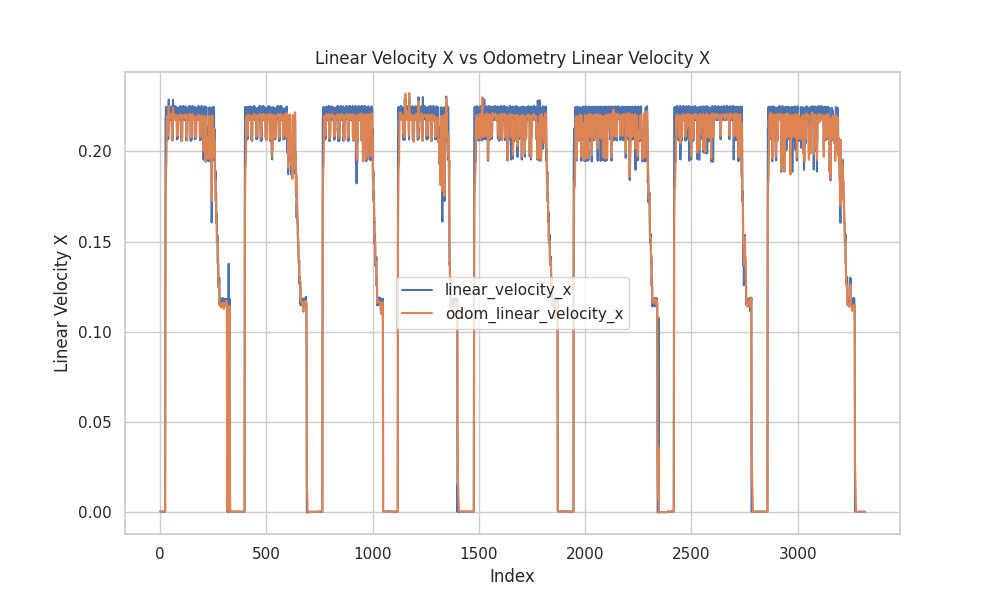 Linear Velocity X vs Odometry Linear Velocity X
Linear Velocity X
0.20
0.15
0.10
0.05
0.00
linear_velocity_x
odom_linear_velocity_x
0 500 1000 1500 2000 2500 3000
Index